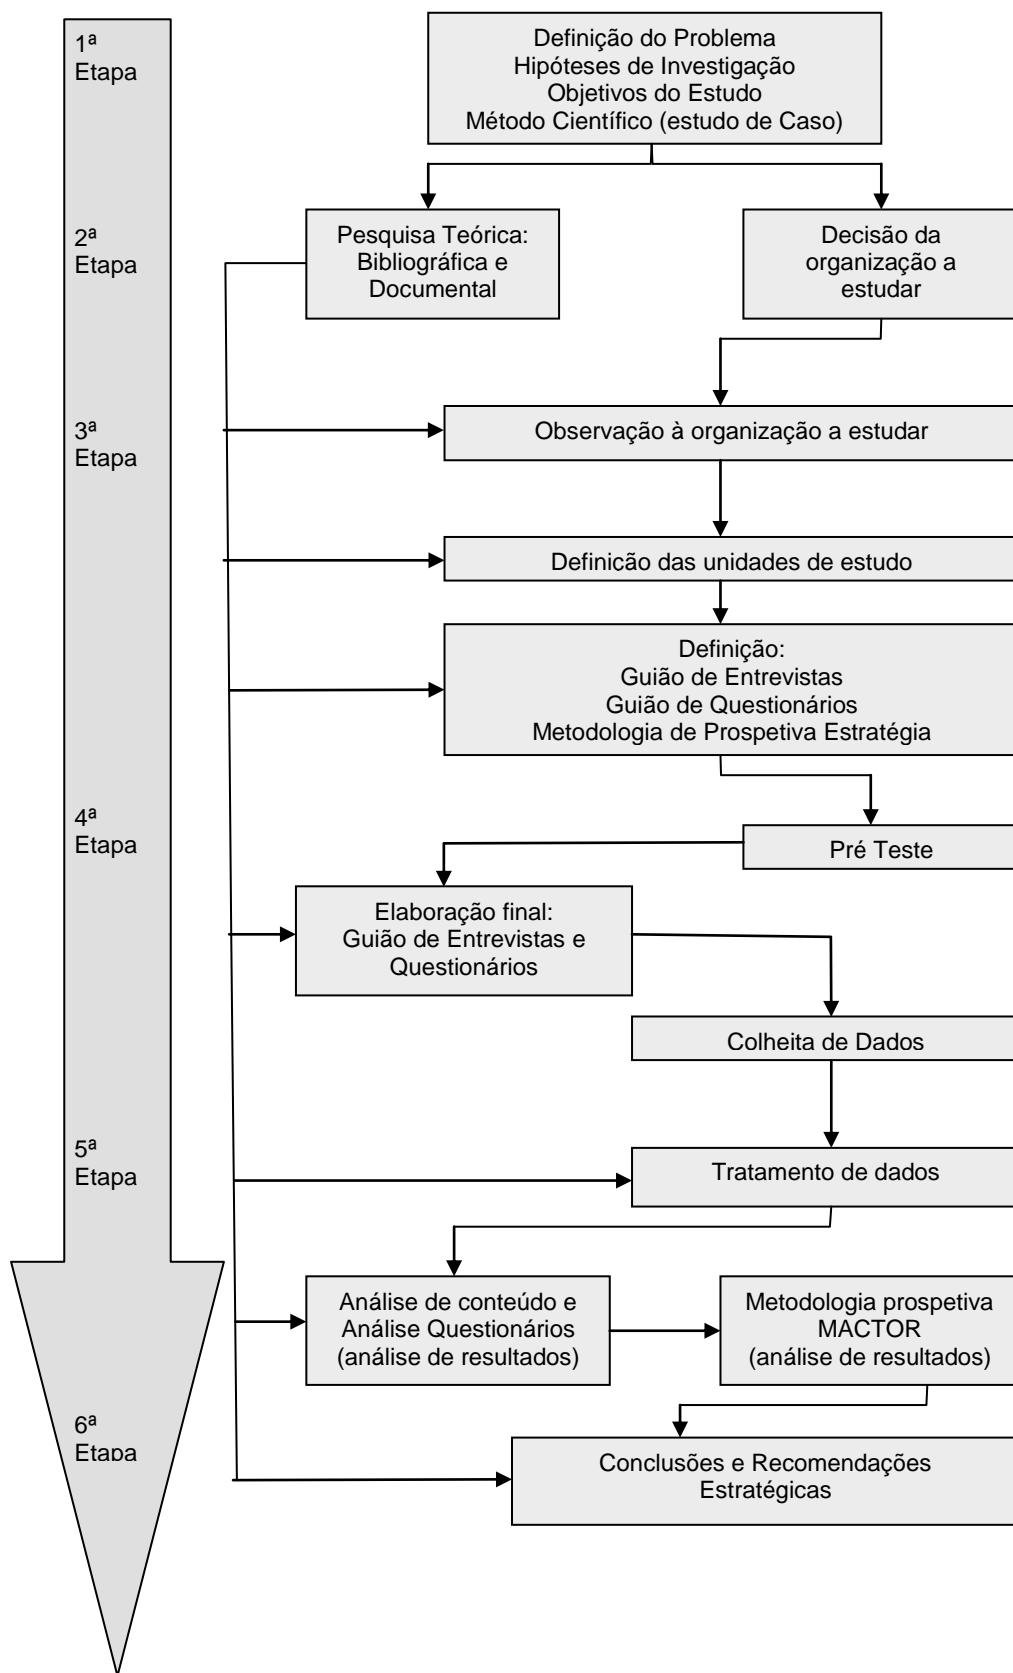 1ª
Etapa
Definição do Problema
Hipóteses de Investigação
Objetivos do Estudo
Método Científico (estudo de Caso)
2ª
Etapa
Pesquisa Teórica:
Bibliográfica e
Documental
Decisão da
organização a
estudar
3ª
Etapa
Observação à organização a estudar
Definicão das unidades de estudo
Definição:
Guião de Entrevistas
Guião de Questionários
Metodologia de Prospetiva Estratégia
4ª
Etapa
Pré Teste
Elaboração final:
Guião de Entrevistas e
Questionários
Colheita de Dados
5ª
Etapa
Tratamento de dados
Análise de conteúdo e
Análise Questionários
(análise de resultados)
Metodologia prospetiva
MACTOR
(análise de resultados)
6ª
Etapa
Conclusões e Recomendações
Estratégicas